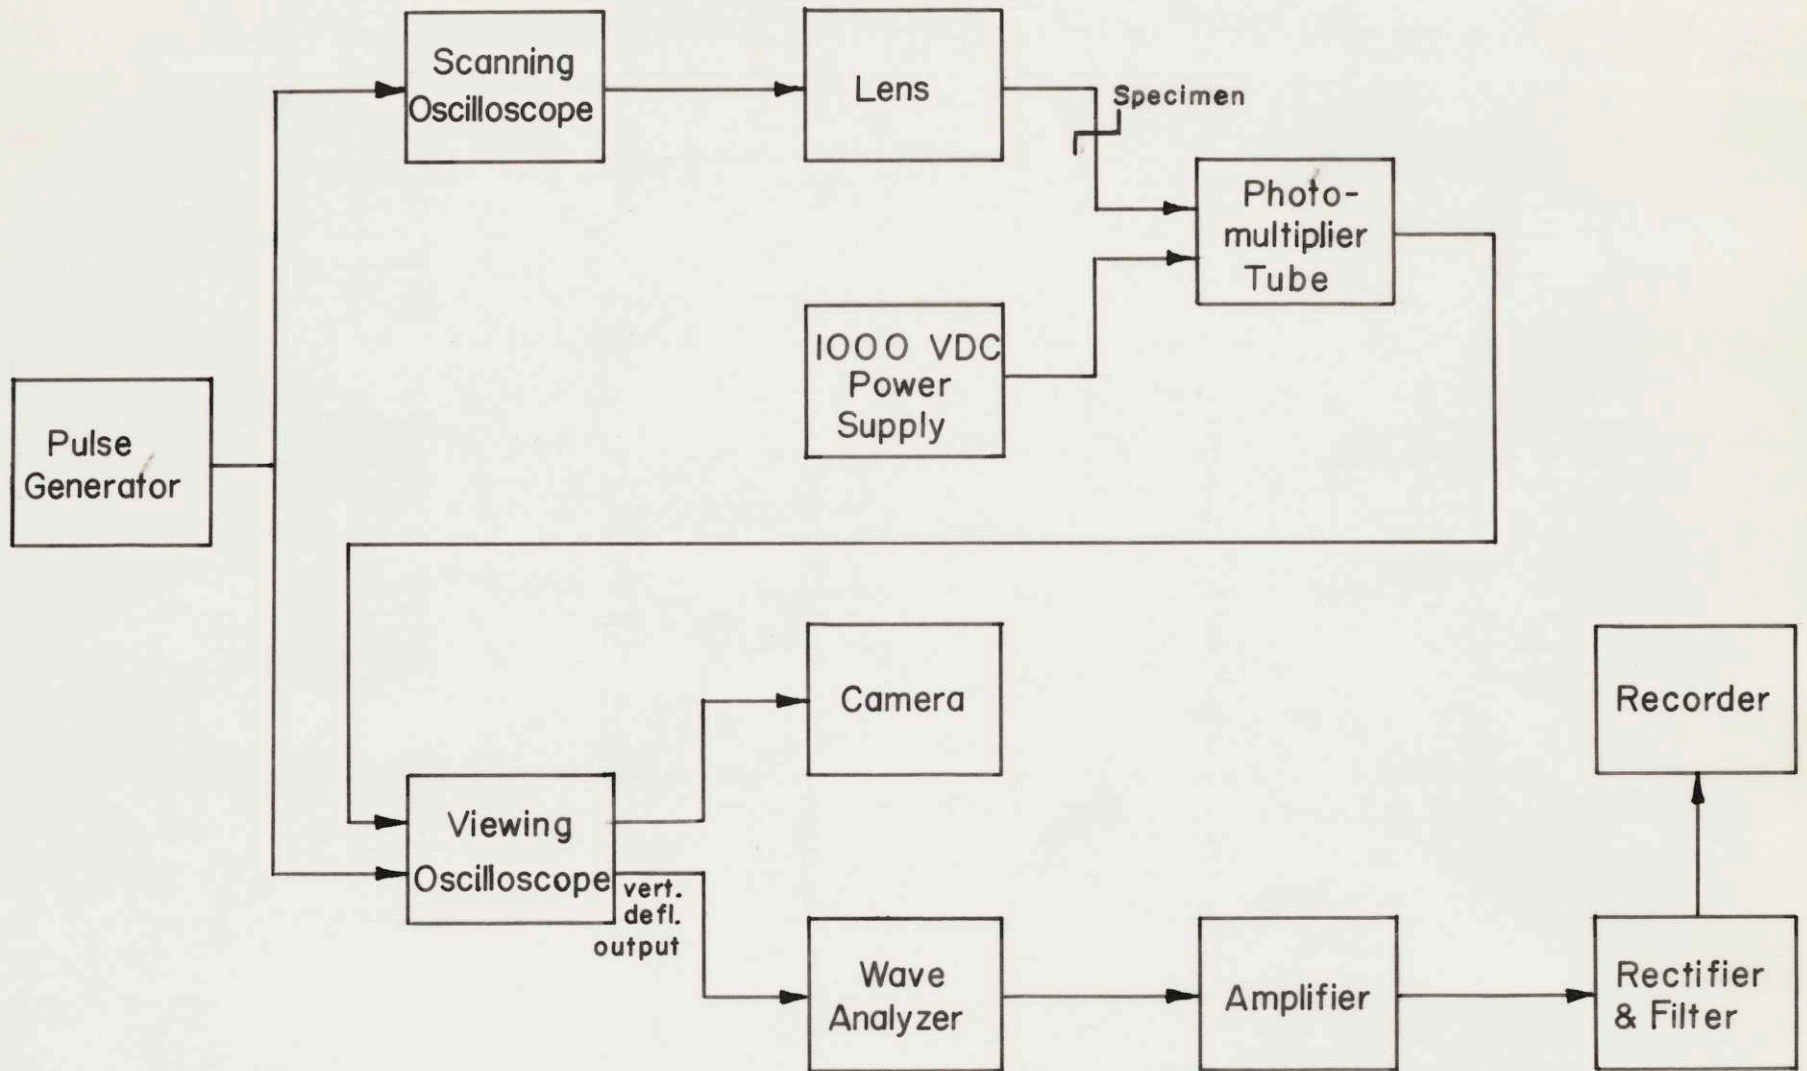 Scanning
Oscilloscope
Lens
Specimen
Photo-
multiplier
Tube
1000 VDC
Power
Supply
Pulse
Generator
Camera
Recorder
Viewing
Oscilloscope
vert.
defl.
output
Wave
Analyzer
Amplifier
Rectifier
& Filter